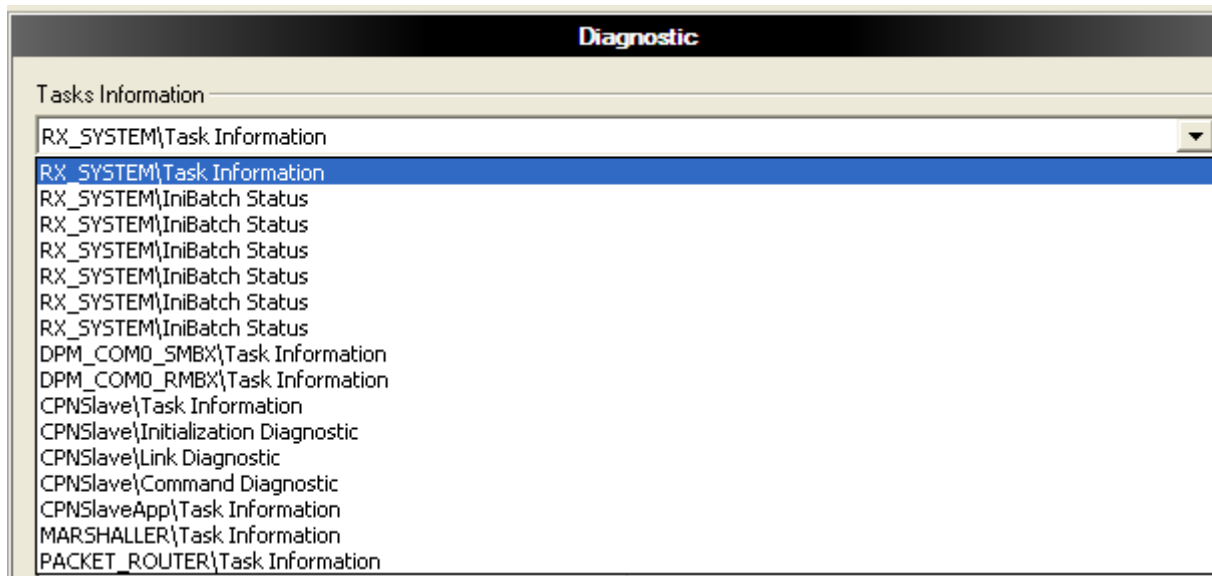 Diagnostic
Tasks Information
RX_SYSTEM\Task Information
RX_SYSTEM\Task Information
RX_SYSTEM\IniBatch Status
RX_SYSTEM\IniBatch Status
RX_SYSTEM\IniBatch Status
RX_SYSTEM\IniBatch Status
RX_SYSTEM\IniBatch Status
RX_SYSTEM\IniBatch Status
DPM_COM0_SMBX\Task Information
DPM_COM0_RMBX\Task Information
CPNSlave\Task Information
CPNSlave\Initialization Diagnostic
CPNSlave\Link Diagnostic
CPNSlave\Command Diagnostic
CPNSlaveApp\Task Information
MARSHALLER\Task Information
PACKET_ROUTER\Task Information